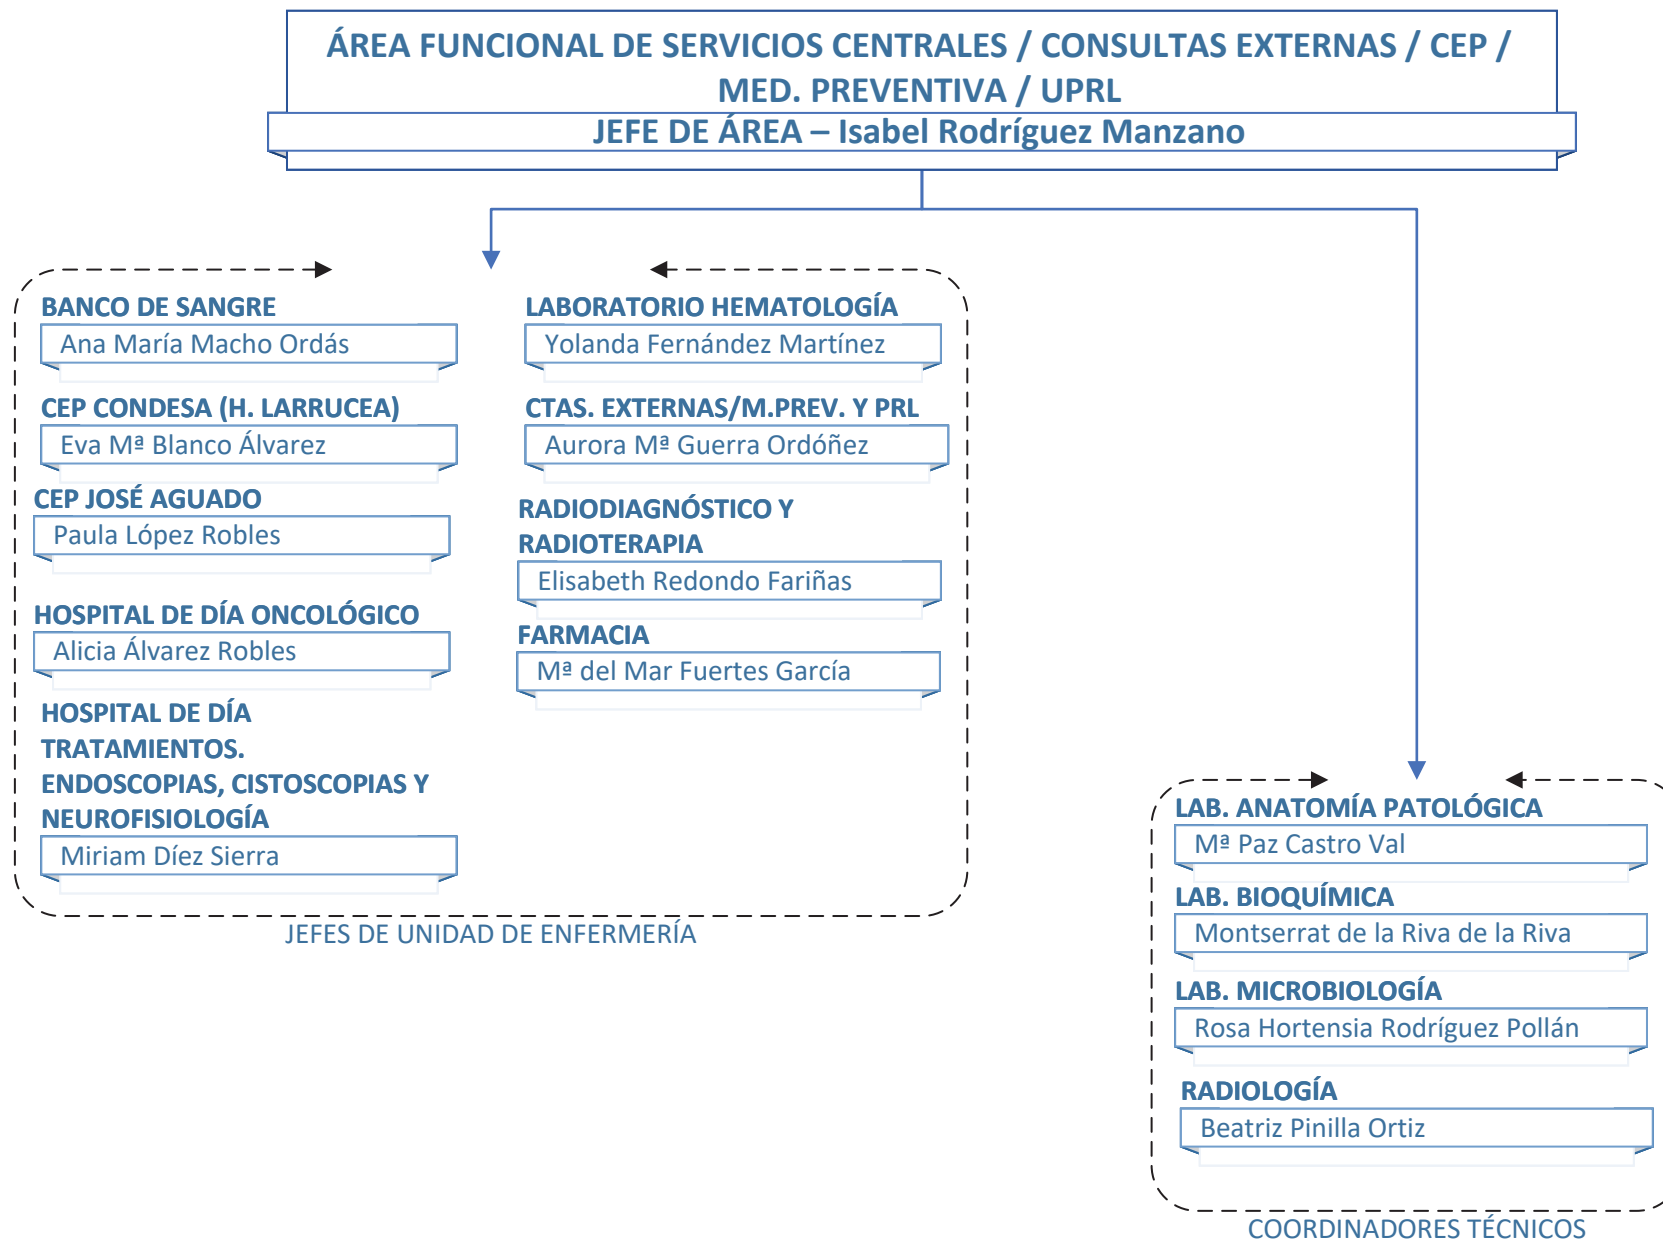 ÁREA FUNCIONAL DE SERVICIOS CENTRALES / CONSULTAS EXTERNAS / CEP /
MED. PREVENTIVA / UPRL
JEFE DE ÁREA – Isabel Rodríguez Manzano
BANCO DE SANGRE
Ana María Macho Ordás
CEP CONDESA (H. LARRUCEA)
Eva Mª Blanco Álvarez
CEP JOSÉ AGUADO
Paula López Robles
HOSPITAL DE DÍA ONCOLÓGICO
Alicia Álvarez Robles
HOSPITAL DE DÍA
TRATAMIENTOS.
ENDOSCOPIAS, CISTOSCOPIAS Y
NEUROFISIOLOGÍA
Miriam Díez Sierra
LABORATORIO HEMATOLOGÍA
Yolanda Fernández Martínez
CTAS. EXTERNAS/M.PREV. Y PRL
Aurora Mª Guerra Ordóñez
RADIODIAGNÓSTICO Y
RADIOTERAPIA
Elisabeth Redondo Fariñas
FARMACIA
Mª del Mar Fuertes García
JEFES DE UNIDAD DE ENFERMERÍA
LAB. ANATOMÍA PATOLÓGICA
Mª Paz Castro Val
LAB. BIOQUÍMICA
Montserrat de la Riva de la Riva
LAB. MICROBIOLOGÍA
Rosa Hortensia Rodríguez Pollán
RADIOLOGÍA
Beatriz Pinilla Ortiz
COORDINADORES TÉCNICOS